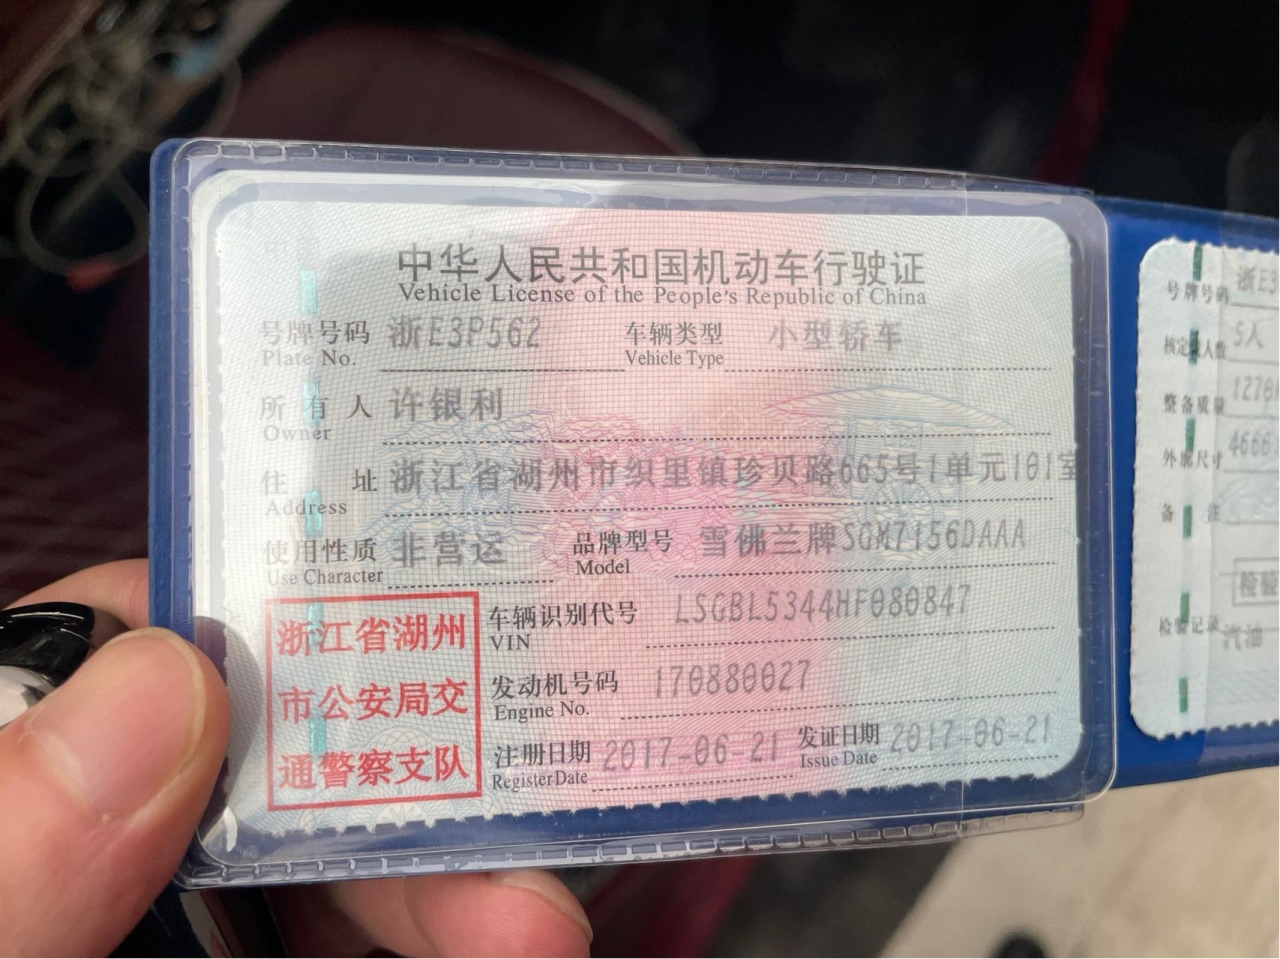 中华人民共和国机动车行驶证
Vehicle License of the People's Republic of China
号牌号码 浙E3P562 车辆类型 小型轿车
Plate No. Vehicle Type
所有人 许银利
Owner
住址 浙江省湖州市织里镇珍贝路665号1单元101室
Address
使用性质 非营运 品牌型号 雪佛兰牌SGM7156DAAA
Use Character Model
浙江省湖州
市公安局交
通警察支队
车辆识别代号 LSGBL5344HF080847
VIN
发动机号码 170880027
Engine No.
注册日期 2017-06-21 发证日期 2017-06-21
Register Date Issue Date
号牌号码 浙E3
核定人数 5人
整备质量 1270
外廓尺寸 4666
备注
检验
检验记录 汽油